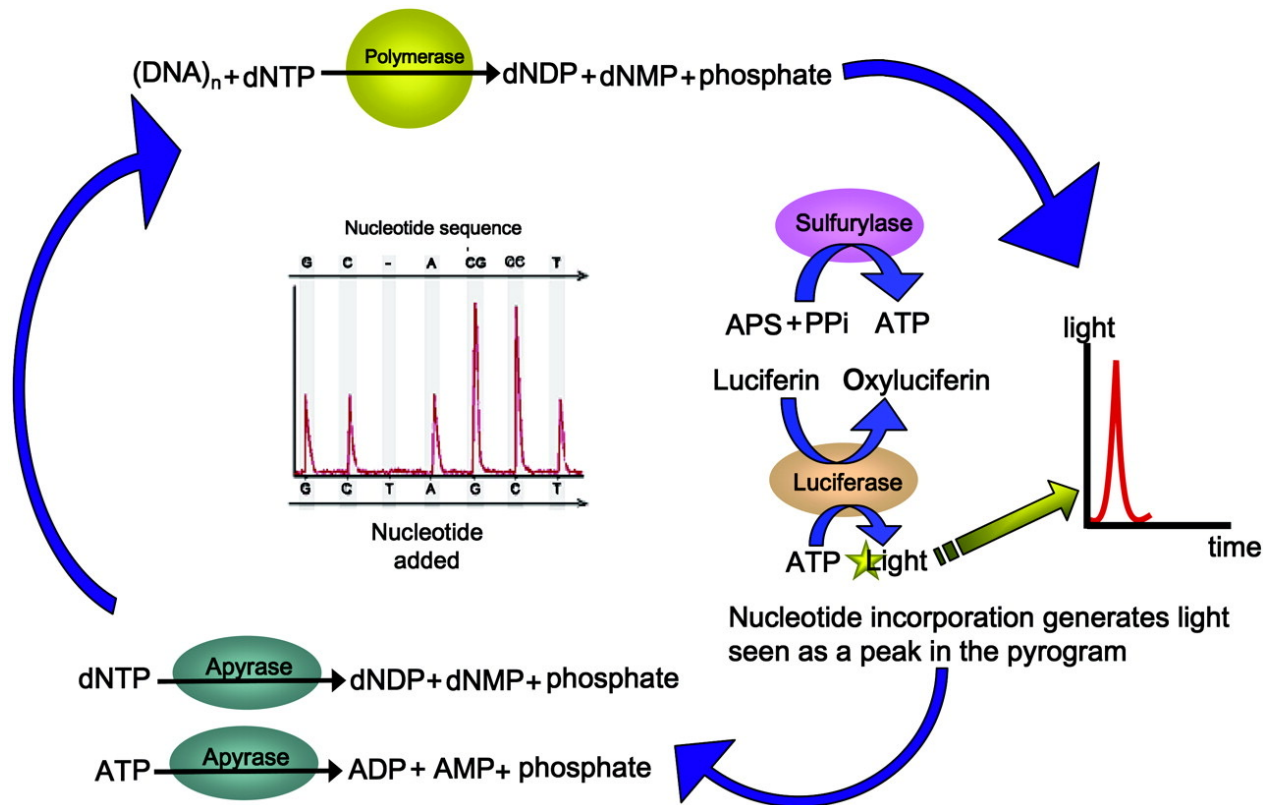 (DNA)n+dNTP Polymerase dNDP+dNMP+phosphate
Nucleotide sequence
G C - A CG T
G C T A G C T
Nucleotide
added
Sulfurylase
APS+PPi ATP
Luciferin Oxyluciferin
Luciferase
ATP Light
light
time
Nucleotide incorporation generates light
seen as a peak in the pyrogram
dNTP Apyrase dNDP+dNMP+phosphate
ATP Apyrase ADP+ AMP+ phosphate